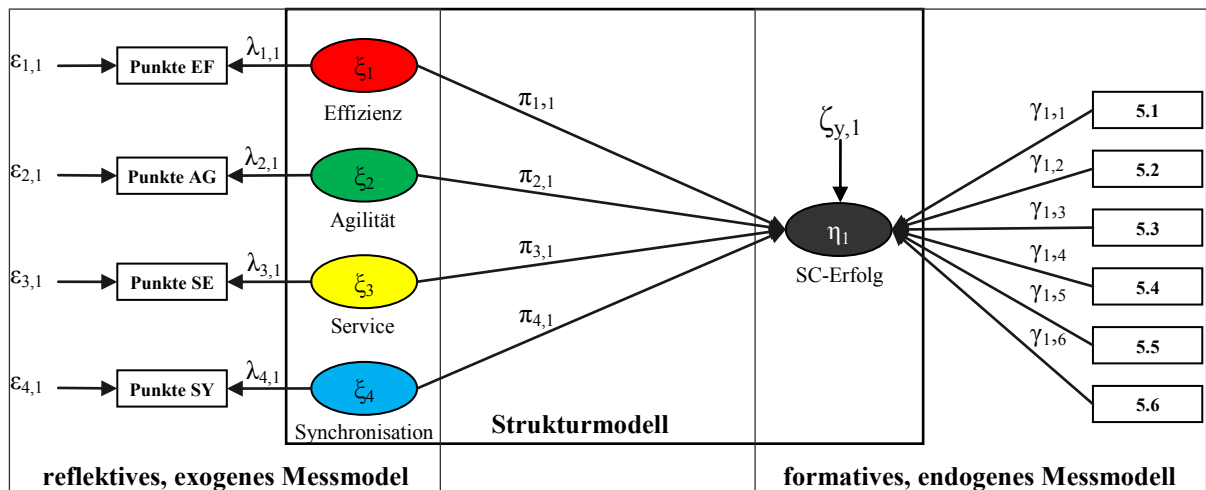 ε1,1
Punkte EF
λ1,1
ξ1
Effizienz
π1,1
ε2,1
Punkte AG
λ2,1
ξ2
Agilität
π2,1
ε3,1
Punkte SE
λ3,1
ξ3
Service
π3,1
ε4,1
Punkte SY
λ4,1
ξ4
Synchronisation
π4,1
ζy,1
η1
SC-Erfolg
γ1,1
5.1
γ1,2
5.2
γ1,3
5.3
γ1,4
5.4
γ1,5
5.5
γ1,6
5.6
Strukturmodell
reflektives, exogenes Messmodel
formatives, endogenes Messmodell